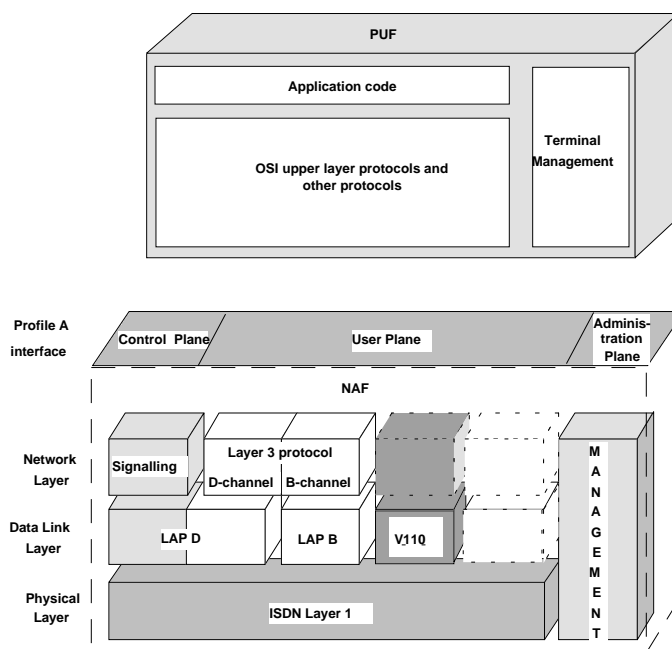 PUF
Application code
OSI upper layer protocols and
other protocols
Terminal
Management
Profile A
interface
Control Plane
User Plane
Adminis-
tration
Plane
NAF
Network
Layer
Signalling
Layer 3 protocol
D-channel B-channel
Data Link
Layer
LAP D
LAP B
V110
Physical
Layer
ISDN Layer 1
M
A
N
A
G
E
M
E
N
T